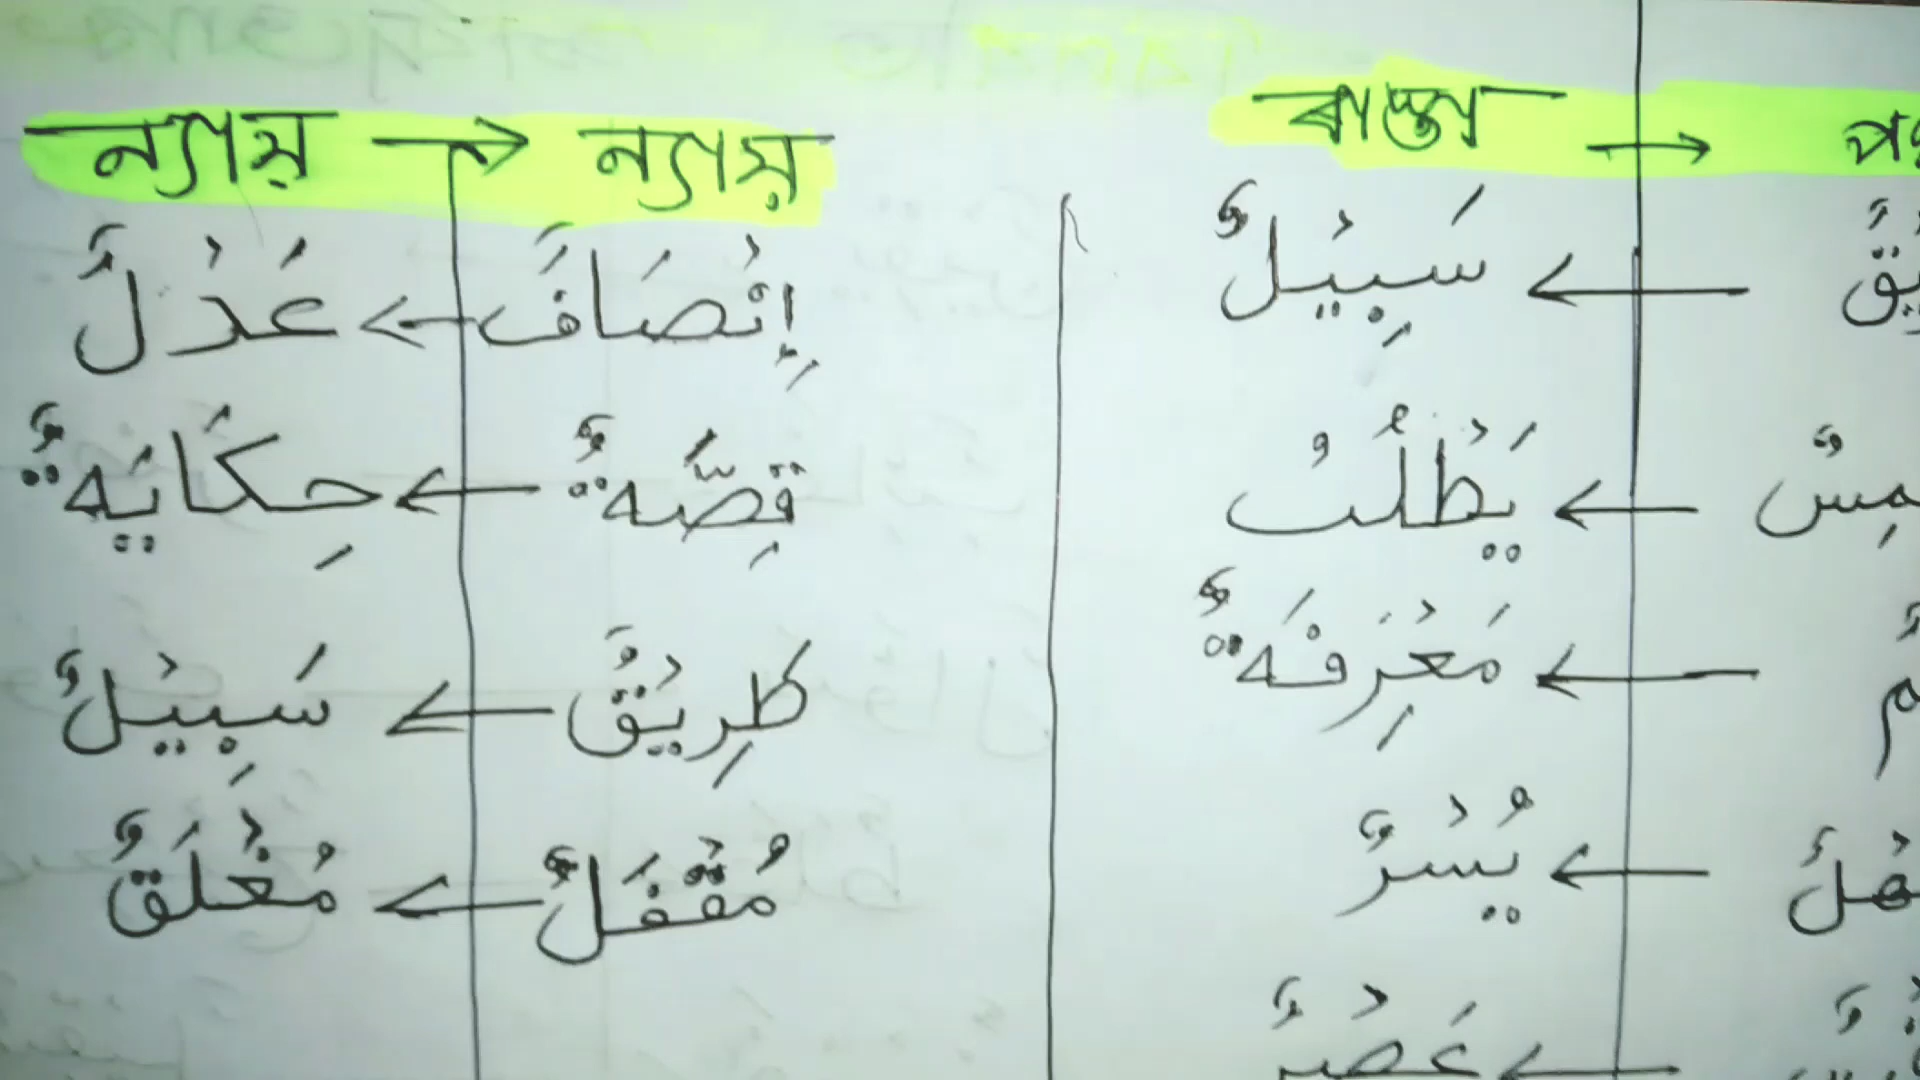 ন্যায় → ন্যায়
إِنْصَافٌ ← عَدْلٌ
قِصَّةٌ ← حِكَايَةٌ
طَرِيْقٌ ← سَبِيْلٌ
مُقْفَلٌ ← مُغْلَقٌ
রাস্তা →
← سَبِيْلٌ
← يَطْلُبُ
← مَعْرِفَةٌ
← يُسْرٌ
← عَصْرٌ